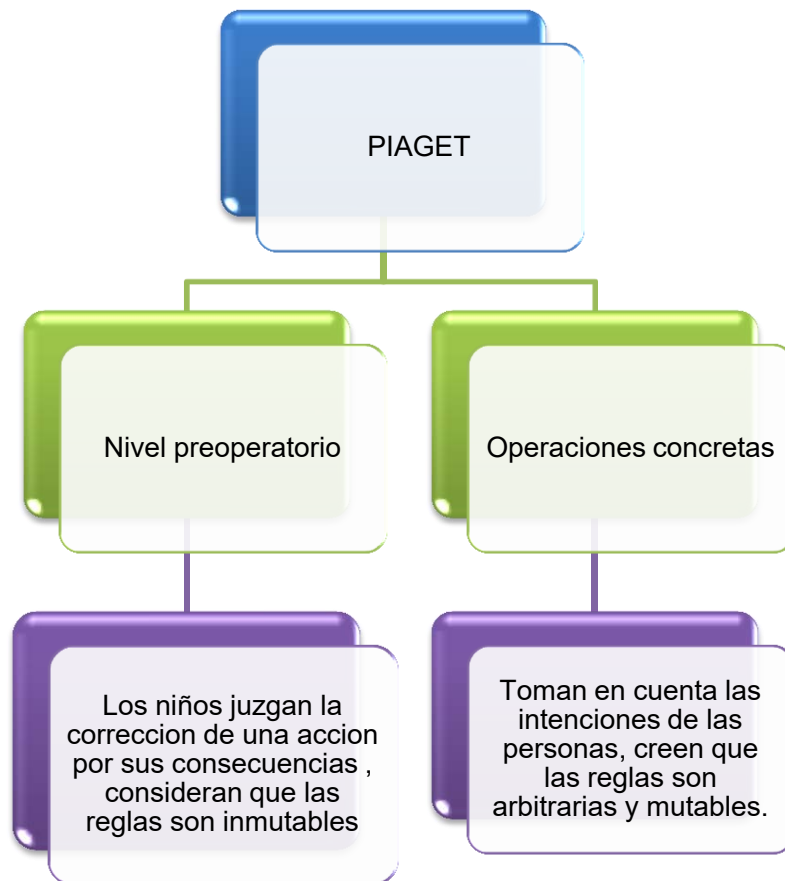 PIAGET
Nivel preoperatorio
Operaciones concretas
Los niños juzgan la
correccion de una accion
por sus consecuencias ,
consideran que las
reglas son inmutables
Toman en cuenta las
intenciones de las
personas, creen que
las reglas son
arbitrarias y mutables.